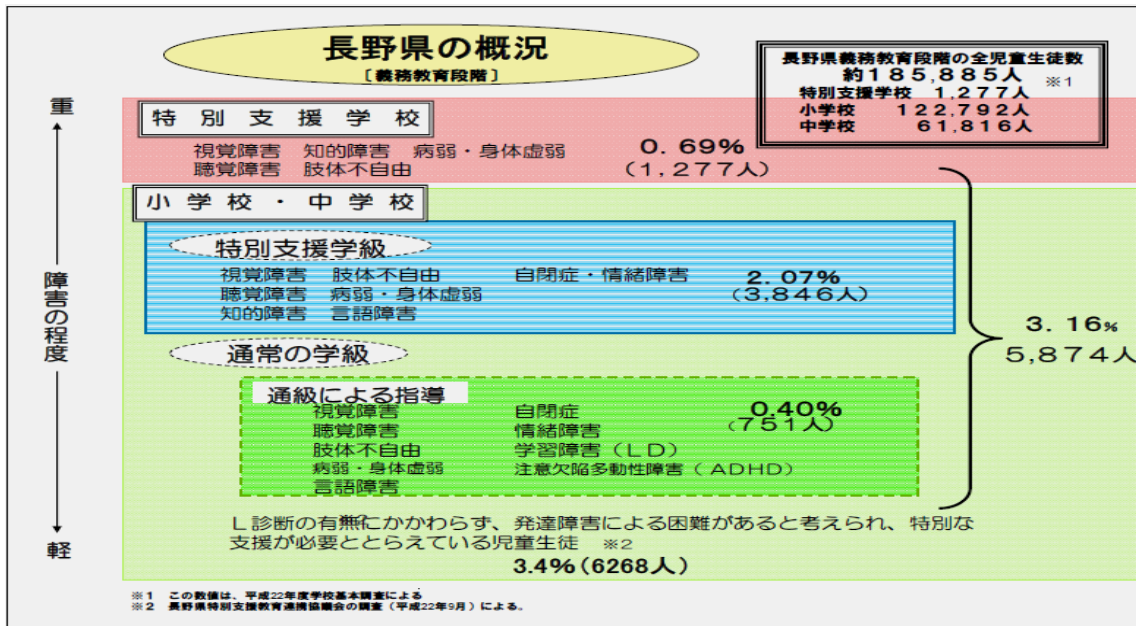 長野県の概況
［義務教育段階］
長野県義務教育段階の全児童生徒数
約185,885人 ※1
特別支援学校 1,277人
小学校 122,792人
中学校 61,816人
重
障害の程度
軽
特別支援学校
視覚障害 知的障害 病弱・身体虚弱 0.69%
聴覚障害 肢体不自由 (1,277人)
小学校・中学校
特別支援学級
視覚障害 肢体不自由 自閉症・情緒障害 2.07%
聴覚障害 病弱・身体虚弱 (3,846人)
知的障害 言語障害
通常の学級
3.16%
5,874人
通級による指導
視覚障害 自閉症 0.40%
聴覚障害 情緒障害 (751人)
肢体不自由 学習障害(LD)
病弱・身体虚弱 注意欠陥多動性障害(ADHD)
言語障害
L診断の有無にかかわらず、発達障害による困難があると考えられ、特別な
支援が必要ととらえている児童生徒 ※2
3.4%(6268人)
※1 この数値は、平成22年度学校基本調査による
※2 長野県特別支援教育連携協議会の調査(平成22年9月)による。